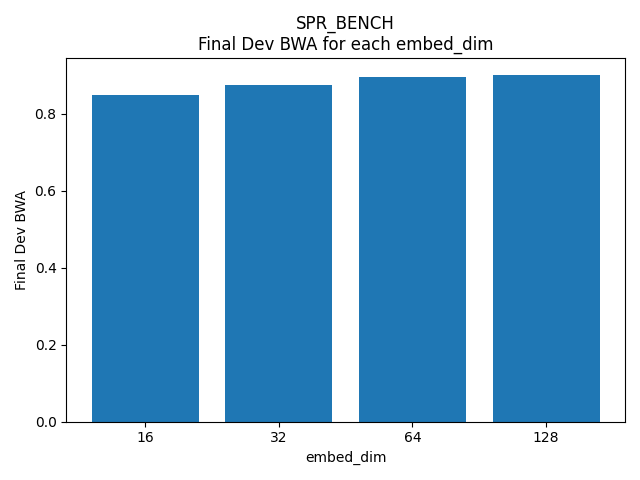 SPR_BENCH
Final Dev BWA for each embed_dim
Final Dev BWA
0.8
0.6
0.4
0.2
0.0
16
32
64
128
embed_dim